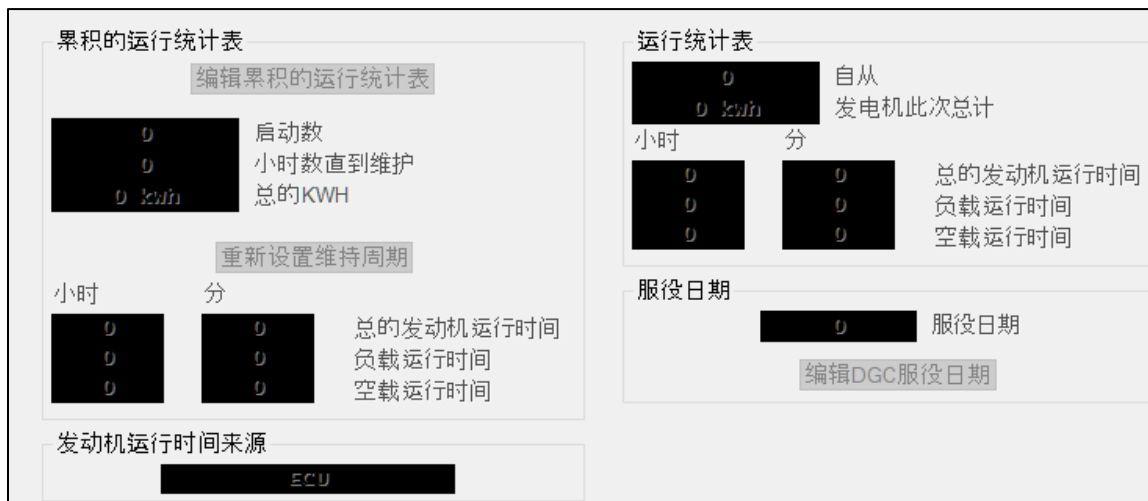 累积的运行统计表
编辑累积的运行统计表
0 启动数
0 小时数直到维护
0 kwh 总的KWH
重新设置维持周期
小时 分
0 0 总的发动机运行时间
0 0 负载运行时间
0 0 空载运行时间
发动机运行时间来源
ECU
运行统计表
0 自从
0 kwh 发电机此次总计
小时 分
0 0 总的发动机运行时间
0 0 负载运行时间
0 0 空载运行时间
服役日期
0 服役日期
编辑DGC服役日期